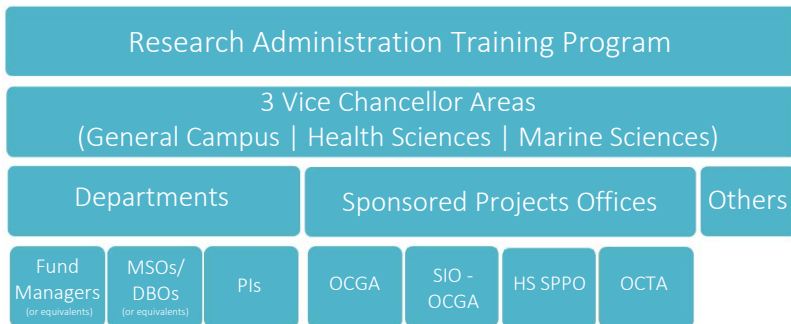 Research Administration Training Program
3 Vice Chancellor Areas
(General Campus | Health Sciences | Marine Sciences)
Departments
Sponsored Projects Offices
Others
Fund
Managers
(or equivalents)
MSOs/
DBOs
(or equivalents)
PIs
OCGA
SIO -
OCGA
HS SPPO
OCTA